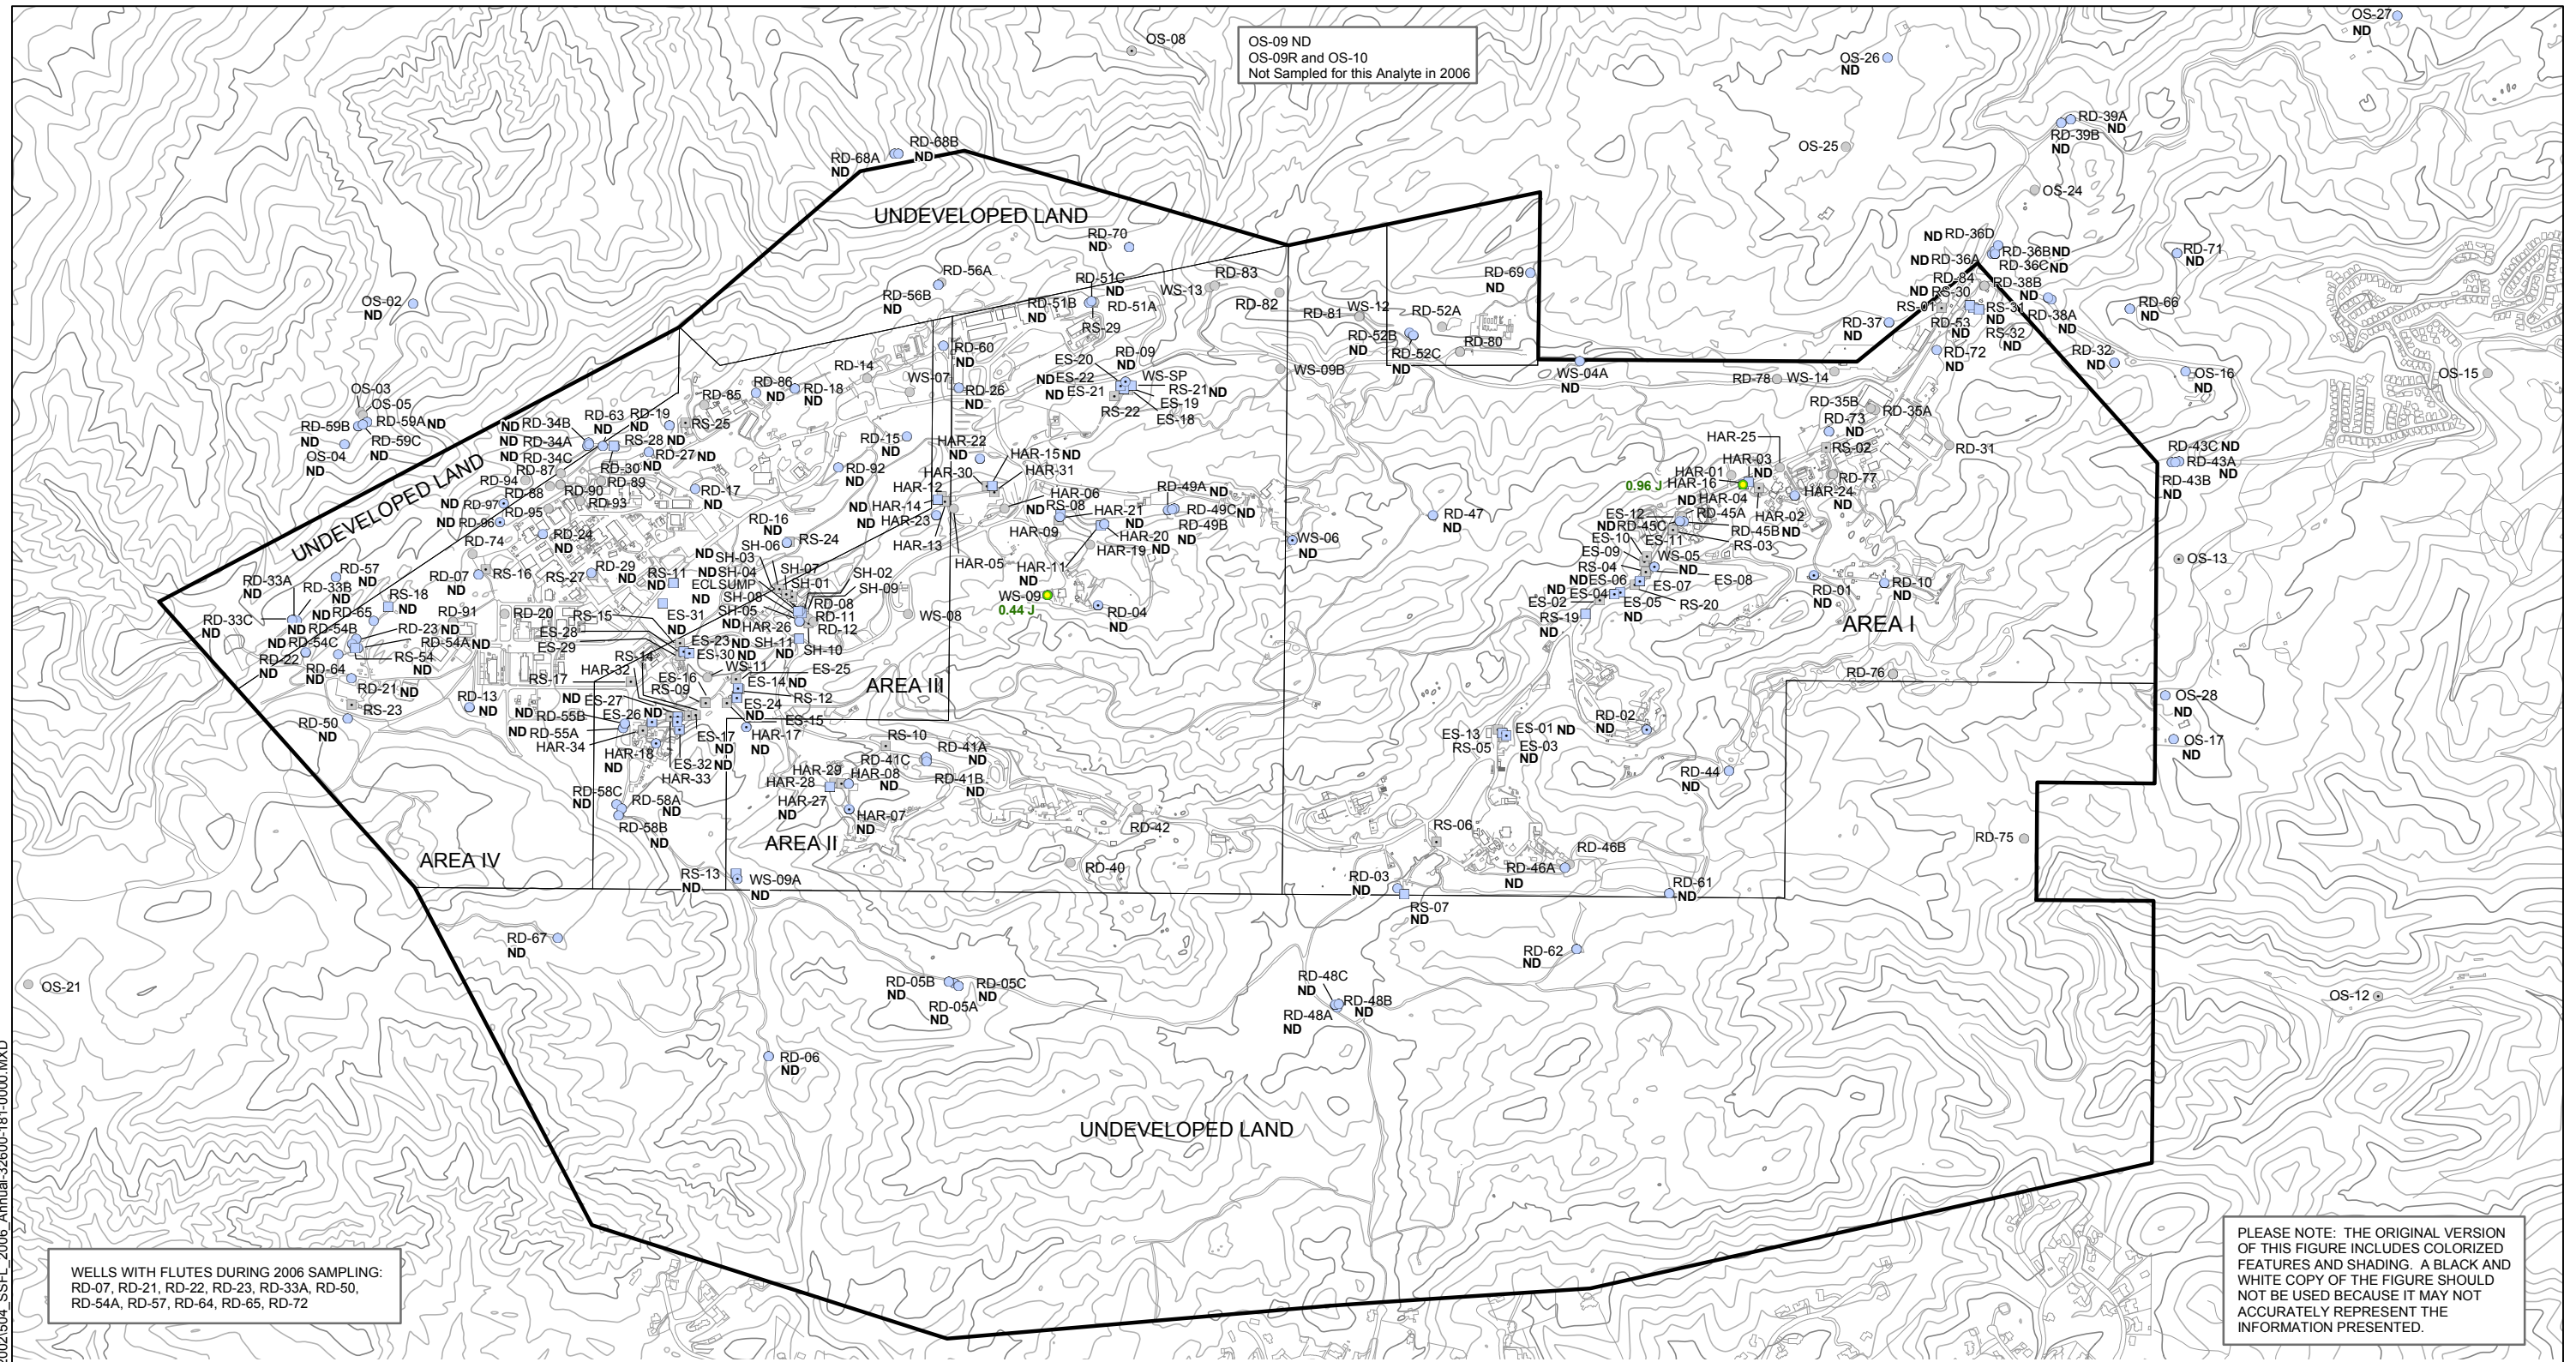 OS-27
ND
OS-08
OS-09 ND
OS-09R and OS-10
Not Sampled for this Analyte in 2006
OS-26
ND
RD-39A
ND
RD-39B
ND
OS-25
OS-24
RD-68B
ND
RD-68A
ND
UNDEVELOPED LAND
RD-70
ND
ND RD-36D
RD-36B ND
ND RD-36A
RD-36C ND
RD-71
ND
RD-84
RD-38B
ND
ND RS-30
RS-01
RS-31
ND
RD-38A
ND
RD-53
ND
RS-32
ND
RD-66
ND
RD-56A
RD-56B
ND
RD-51C
ND
RD-51B
ND
RD-51A
RS-29
WS-13
RD-83
RD-82
RD-69
ND
OS-02
ND
RD-81
WS-12
RD-52A
RD-52B
ND
RD-52C
ND
RD-80
RD-37
ND
RD-72
ND
RD-32
ND
OS-16
ND
OS-15
RD-60
ND
RD-14
WS-07
RD-26
ND
ES-20
RD-09
ND
ND ES-22
WS-SP
ND ES-21
RS-21 ND
RS-22
ES-19
ES-18
WS-09B
WS-04A
ND
RD-78
WS-14
RD-35B
RD-35A
RD-73
ND
OS-03
OS-05
RD-59B
ND
RD-59A ND
RD-59C
ND
OS-04
ND
RD-86
ND
RD-18
ND
RD-85
RD-63
ND
RD-19
ND
ND RD-34B
ND RD-34A
ND RD-34C
RS-25
RS-28 ND
RD-27 ND
RD-87
RD-30
RD-94
RD-88
RD-90
RD-89
RD-93
RD-95
ND RD-97
ND RD-96
RD-17
ND
RD-15
ND
RD-92
ND
HAR-22
ND
HAR-15 ND
HAR-30
HAR-31
HAR-12
ND HAR-14
ND HAR-23
HAR-13
HAR-05
HAR-06
ND RS-08
HAR-09
HAR-21
ND
HAR-20
ND
HAR-19
HAR-11
ND
RD-49A ND
RD-49C
ND
RD-49B
ND
WS-06
ND
RD-47
ND
HAR-25
HAR-01
HAR-03
ND
0.96 J HAR-16
ND HAR-04
HAR-02
HAR-24
ND
RS-02
RD-77
RD-31
RD-43C ND
RD-43A
ND
RD-43B
ND
ES-12
RD-45A
ND RD-45C
RD-45B ND
ES-10
ES-11
RS-03
ES-09
WS-05
ND
RS-04
ES-08
ND ES-06
ES-07
ND
ES-04
ES-02
ES-05
ND
RS-20
RS-19
ND
RD-01
ND
RD-10
ND
AREA I
OS-13
UNDEVELOPED LAND
RD-24
ND
RD-74
RD-07
ND
RS-16
RS-27
RD-29
ND
RS-11
ND
RD-16
ND
RS-24
SH-06
ND SH-03
SH-07
ND SH-04
SH-01
SH-02
ECLSUMP
ND
SH-09
SH-08
SH-05
ND
RD-08
ND
RD-11
ND
RD-12
HAR-26
ND
SH-11
ND
SH-10
ND
WS-08
WS-09
0.44 J
RD-04
ND
RD-33A
ND
RD-33B
ND
RD-33C
ND
RD-57
ND
RS-18
ND
RD-65
ND
RD-91
ND
RD-54B
ND
RD-23
ND RD-54C
RD-54A ND
RD-22
ND
RD-64
ND
RS-54
ND
RD-21 ND
RS-23
RD-50
ND
RD-13
ND
RD-20
RS-15
ES-28
ES-29
ES-31
ND
ES-23
ND
ES-30
ND
RS-14
HAR-32
RS-17
WS-11
ES-16
ES-25
ES-14 ND
RS-09
RS-12
ES-24
ND
ES-15
HAR-17
ND
ND ES-27
ES-26
ND
ND
RD-55B
ND RD-55A
HAR-34
HAR-18
ND
ES-17
ND
ES-32
ND
HAR-33
AREA III
RS-10
RD-41A
ND
RD-41C
ND
RD-41B
ND
HAR-29
HAR-28
HAR-08
ND
HAR-27
ND
HAR-07
ND
AREA II
RD-42
RD-40
RD-58C
ND
RD-58A
ND
RD-58B
ND
AREA IV
RS-13
ND
WS-09A
ND
RD-76
ES-13
ES-01 ND
RS-05
ES-03
ND
RD-02
ND
RD-44
ND
OS-28
ND
OS-17
ND
RD-75
RS-06
RD-46B
RD-46A
ND
RD-03
ND
RS-07
ND
RD-61
ND
RD-67
ND
RD-62
ND
OS-21
RD-05B
ND
RD-05C
ND
RD-05A
ND
RD-48C
ND
RD-48B
ND
RD-48A
ND
OS-12
RD-06
ND
UNDEVELOPED LAND
WELLS WITH FLUTES DURING 2006 SAMPLING:
RD-07, RD-21, RD-22, RD-23, RD-33A, RD-50,
RD-54A, RD-57, RD-64, RD-65, RD-72
PLEASE NOTE: THE ORIGINAL VERSION
OF THIS FIGURE INCLUDES COLORIZED
FEATURES AND SHADING. A BLACK AND
WHITE COPY OF THE FIGURE SHOULD
NOT BE USED BECAUSE IT MAY NOT
ACCURATELY REPRESENT THE
INFORMATION PRESENTED.